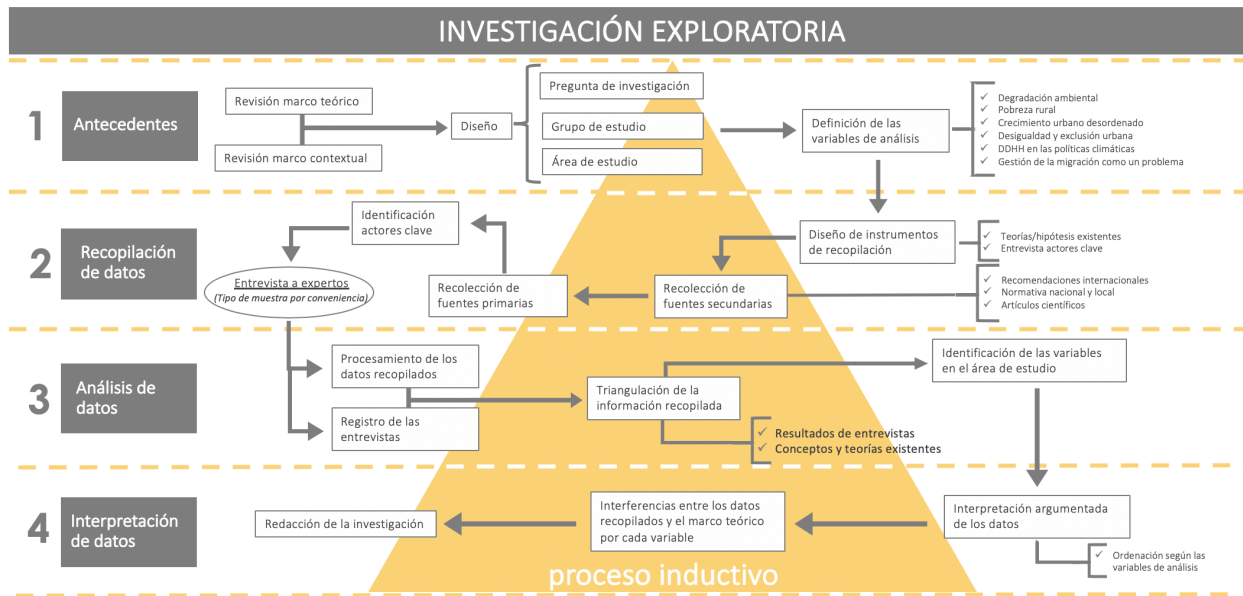 INVESTIGACIÓN EXPLORATORIA
1
Antecedentes
Revisión marco teórico
Revisión marco contextual
Diseño
Pregunta de investigación
Grupo de estudio
Área de estudio
Definición de las
variables de análisis
✓ Degradación ambiental
✓ Pobreza rural
✓ Crecimiento urbano desordenado
✓ Desigualdad y exclusión urbana
✓ DDHH en las políticas climáticas
✓ Gestión de la migración como un problema
2
Recopilación
de datos
Identificación
actores clave
Entrevista a expertos
(Tipo de muestra por conveniencia)
Recolección de
fuentes primarias
Recolección de
fuentes secundarias
Diseño de instrumentos
de recopilación
✓ Teorías/hipótesis existentes
✓ Entrevista actores clave
✓ Recomendaciones internacionales
✓ Normativa nacional y local
✓ Artículos científicos
3
Análisis de
datos
Procesamiento de los
datos recopilados
Registro de las
entrevistas
Triangulación de la
información recopilada
✓ Resultados de entrevistas
✓ Conceptos y teorías existentes
Identificación de las variables
en el área de estudio
4
Interpretación
de datos
Redacción de la investigación
Interferencias entre los datos
recopilados y el marco teórico
por cada variable
Interpretación argumentada
de los datos
✓ Ordenación según las
variables de análisis
proceso inductivo